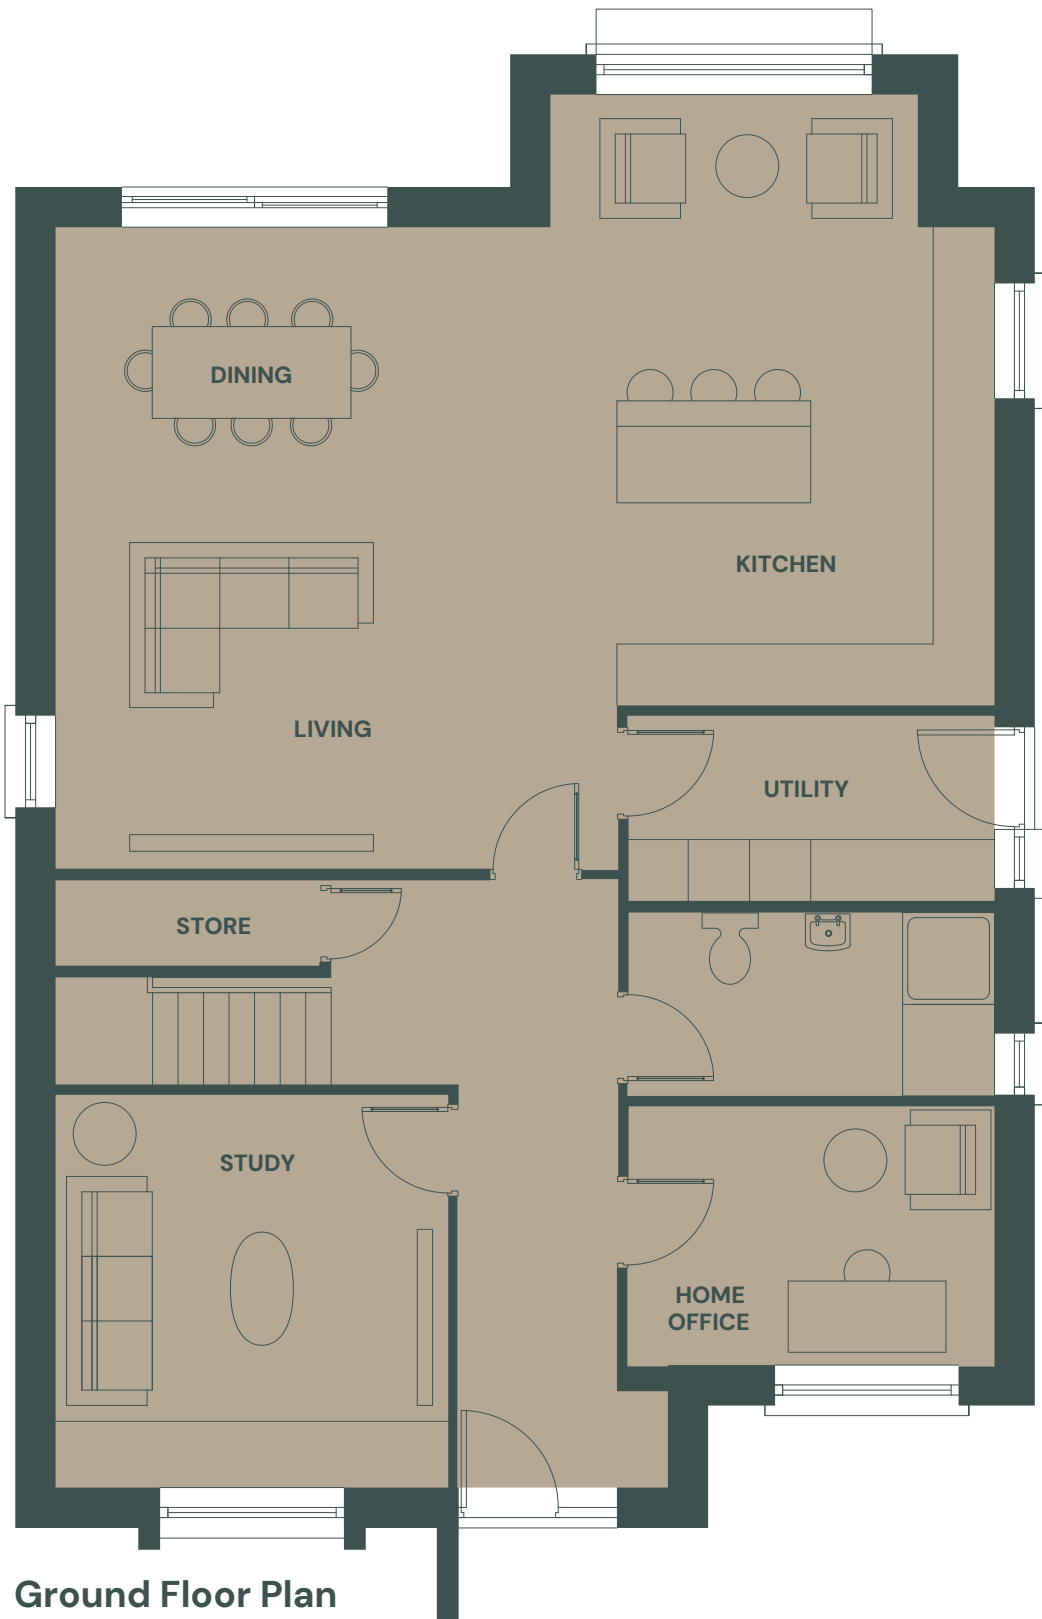 DINING
KITCHEN
LIVING
UTILITY
STORE
STUDY
HOME
OFFICE
Ground Floor Plan